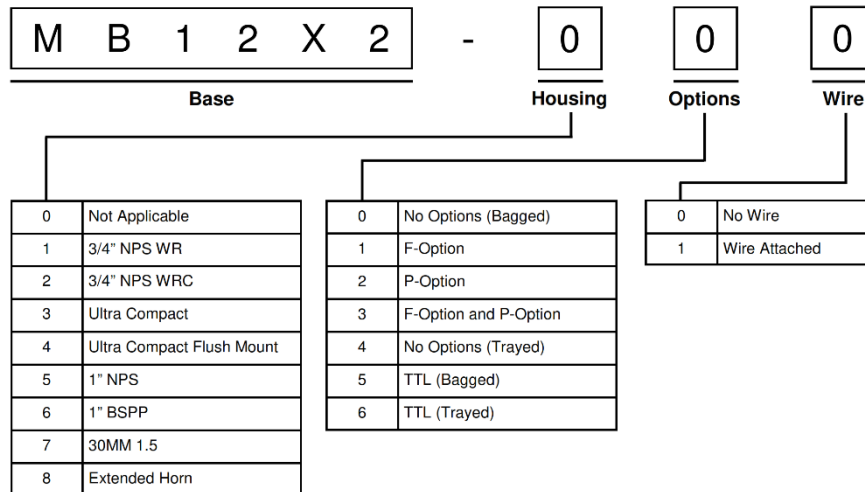 M B 1 2 X 2 - 0 0 0
Base Housing Options Wire
0 Not Applicable
1 3/4” NPS WR
2 3/4” NPS WRC
3 Ultra Compact
4 Ultra Compact Flush Mount
5 1” NPS
6 1” BSPP
7 30MM 1.5
8 Extended Horn
0 No Options (Bagged)
1 F-Option
2 P-Option
3 F-Option and P-Option
4 No Options (Trayed)
5 TTL (Bagged)
6 TTL (Trayed)
0 No Wire
1 Wire Attached